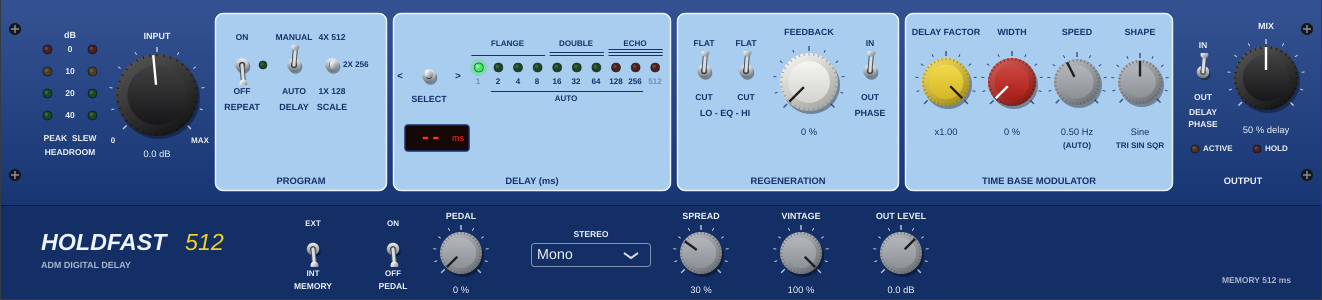 dB
0
10
20
40
PEAK SLEW
HEADROOM
INPUT
0 MAX
0.0 dB
ON
OFF
REPEAT
MANUAL
AUTO
DELAY
4X 512
2X 256
1X 128
SCALE
PROGRAM
FLANGE DOUBLE ECHO
< >
1 2 4 8 16 32 64 128 256 512
SELECT
AUTO
-- ms
DELAY (ms)
FLAT FLAT
CUT CUT
LO - EQ - HI
FEEDBACK
0 %
IN
OUT
PHASE
REGENERATION
DELAY FACTOR WIDTH SPEED SHAPE
x1.00 0 % 0.50 Hz Sine
(AUTO) TRI SIN SQR
TIME BASE MODULATOR
IN
OUT
DELAY
PHASE
MIX
50 % delay
ACTIVE HOLD
OUTPUT
HOLDFAST 512
ADM DIGITAL DELAY
EXT
INT
MEMORY
ON
OFF
PEDAL
PEDAL
0 %
STEREO
Mono
SPREAD
30 %
VINTAGE
100 %
OUT LEVEL
0.0 dB
MEMORY 512 ms